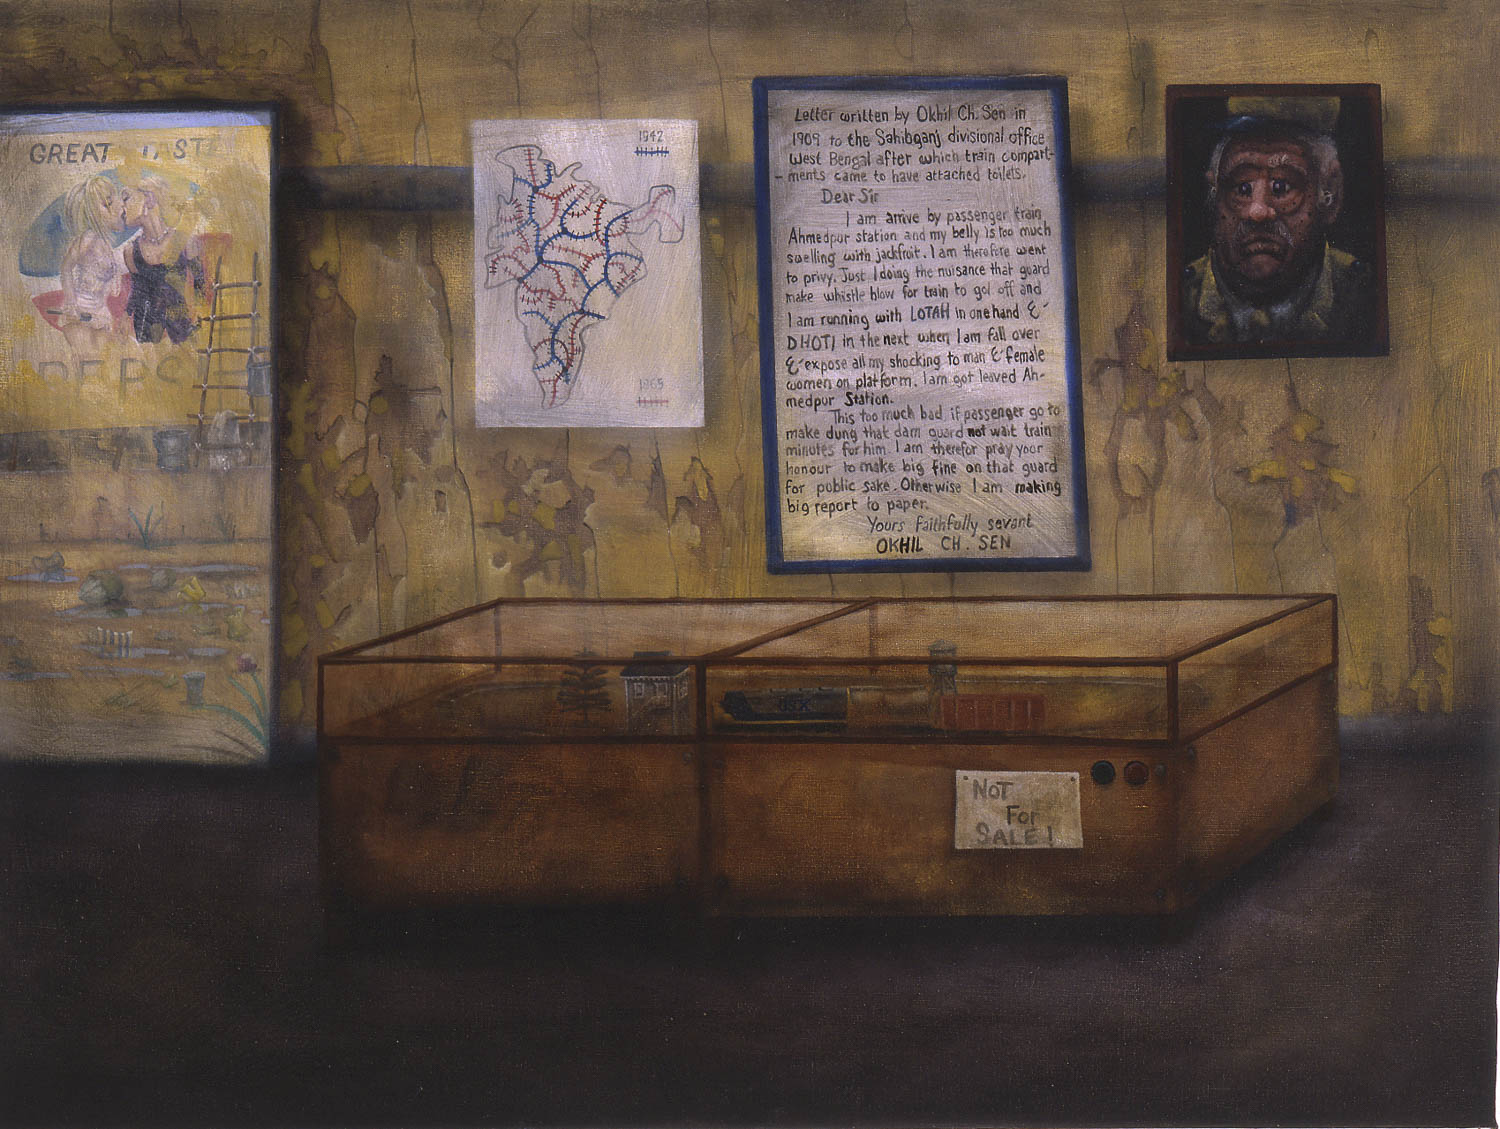 GREAT
1942
1965
Letter written by Okhil Ch. Sen in
1909 to the Sahibganj divisional office
West Bengal after which train compart-
- ments came to have attached toilets.
Dear Sir
I am arrive by passenger train
Ahmedpur station and my belly is too much
swelling with jackfruit. I am therefore went
to privy. Just I doing the nuisance that guard
make whistle blow for train to go! off and
I am running with LOTAH in one hand &
DHOTI in the next when I am fall over
& expose all my shocking to man & female
women on platform. I am got leaved Ah-
medpur Station.
This too much bad if passenger go to
make dung that dam guard not wait train
minutes for him. I am therefor pray your
honour to make big fine on that guard
for public sake. Otherwise I am making
big report to paper.
Yours faithfully sevant
OKHIL CH. SEN
NOT
For
SALE!